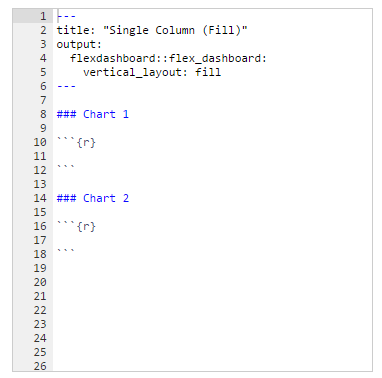 1 ---
2 title: "Single Column (Fill)"
3 output:
4   flexdashboard::flex_dashboard:
5     vertical_layout: fill
6 ---
7
8 ### Chart 1
9
10 ```{r}
11
12 ```
13
14 ### Chart 2
15
16 ```{r}
17
18 ```
19
20
21
22
23
24
25
26